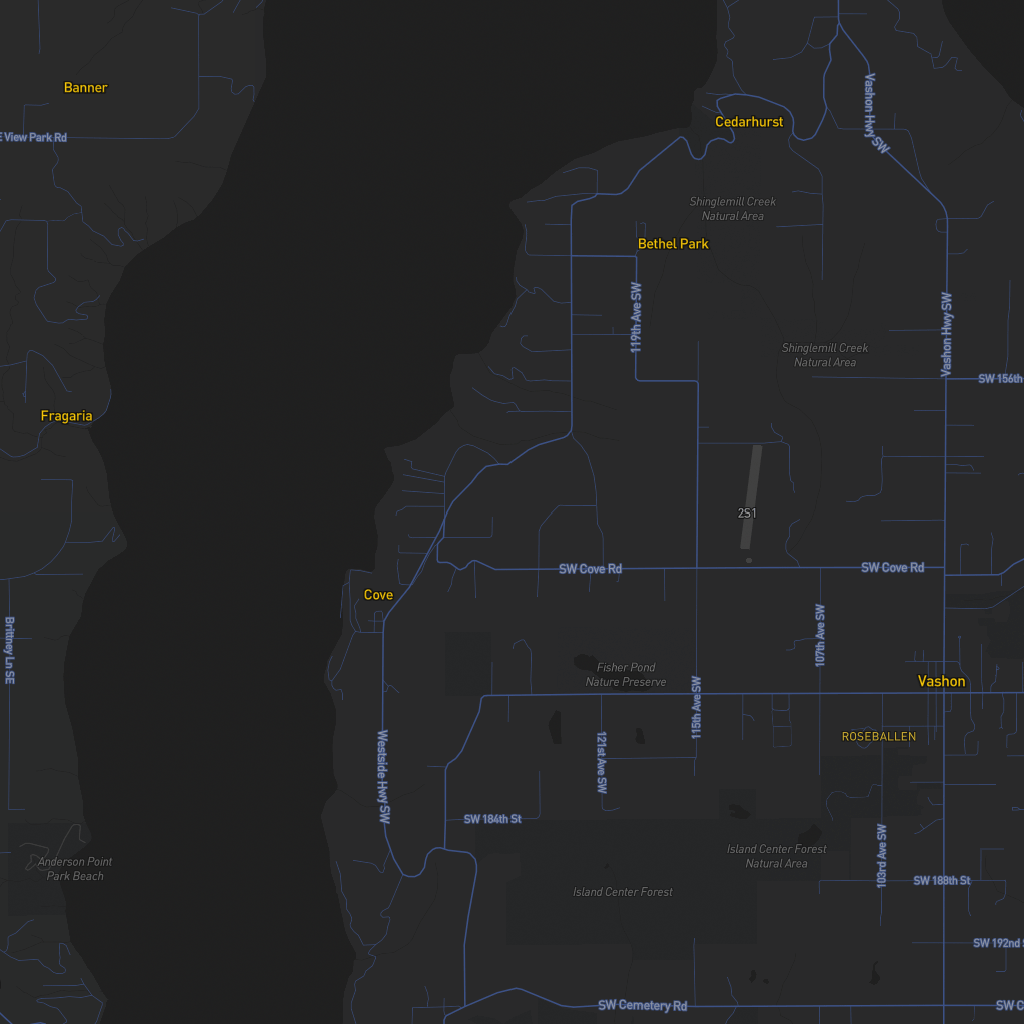 Banner
Cedarhurst
Vashon Hwy SW
E View Park Rd
Shinglemill Creek
Natural Area
Bethel Park
119th Ave SW
Vashon Hwy SW
Shinglemill Creek
Natural Area
SW 156th
Fragaria
2S1
SW Cove Rd
SW Cove Rd
Cove
Brittney Ln SE
107th Ave SW
Fisher Pond
Nature Preserve
Vashon
115th Ave SW
ROSEBALLEN
Westside Hwy SW
121st Ave SW
SW 184th St
103rd Ave SW
Island Center Forest
Natural Area
Anderson Point
Park Beach
SW 188th St
Island Center Forest
SW 192nd S
SW Cemetery Rd
SW C